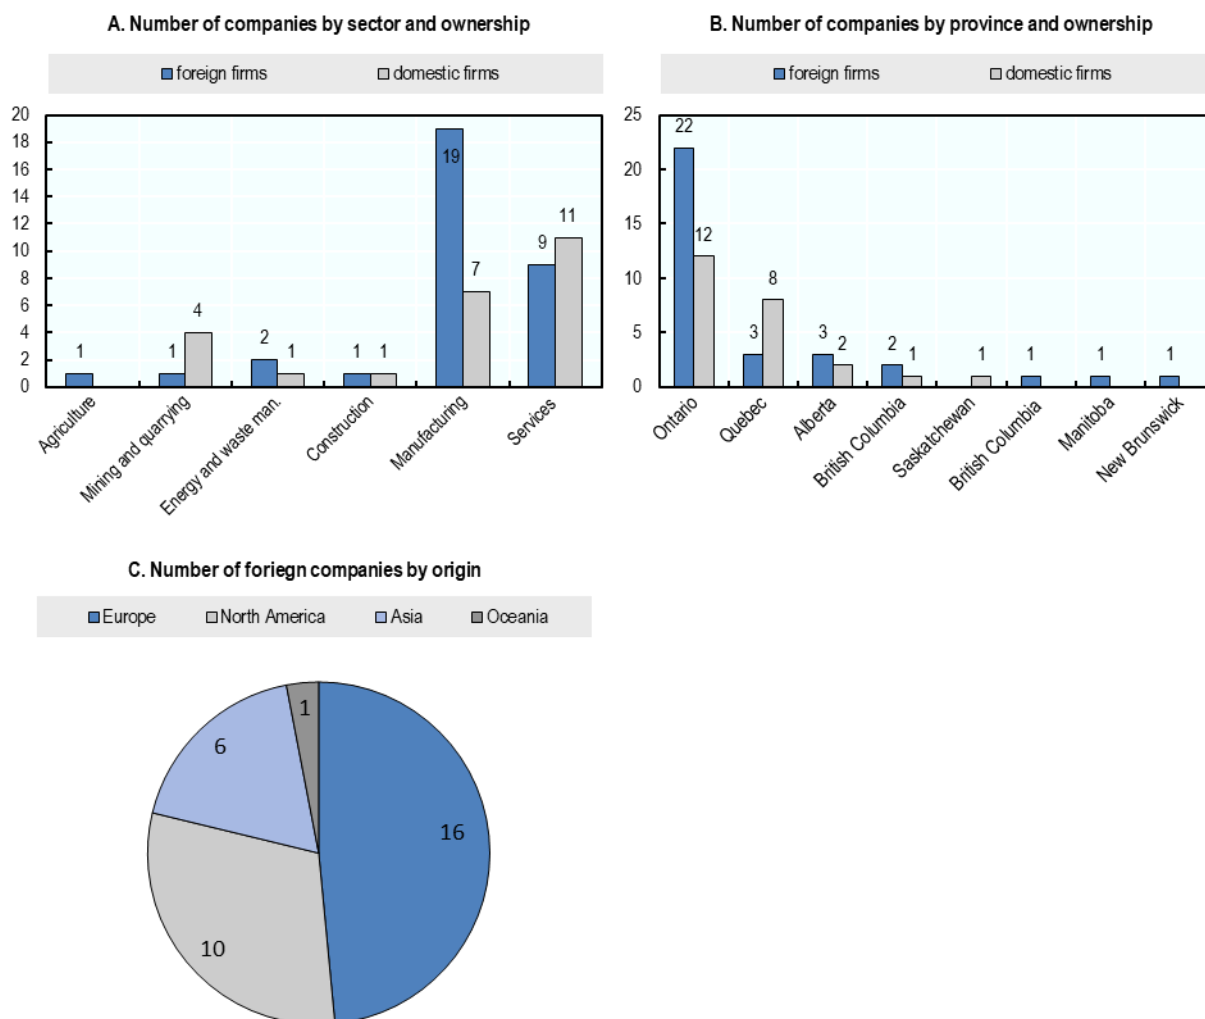 A. Number of companies by sector and ownership
foreign firms domestic firms
20
18
16
14
12
10
8
6
4
2
0
1
1
4
2
1
1
1
19
7
9
11
Agriculture
Mining and quarrying
Energy and waste man.
Construction
Manufacturing
Services
B. Number of companies by province and ownership
foreign firms domestic firms
25
20
15
10
5
0
22
12
3
8
3
2
2
1
1
1
1
1
Ontario
Quebec
Alberta
British Columbia
Saskatchewan
British Columbia
Manitoba
New Brunswick
C. Number of foriegn companies by origin
Europe North America Asia Oceania
1
6
16
10